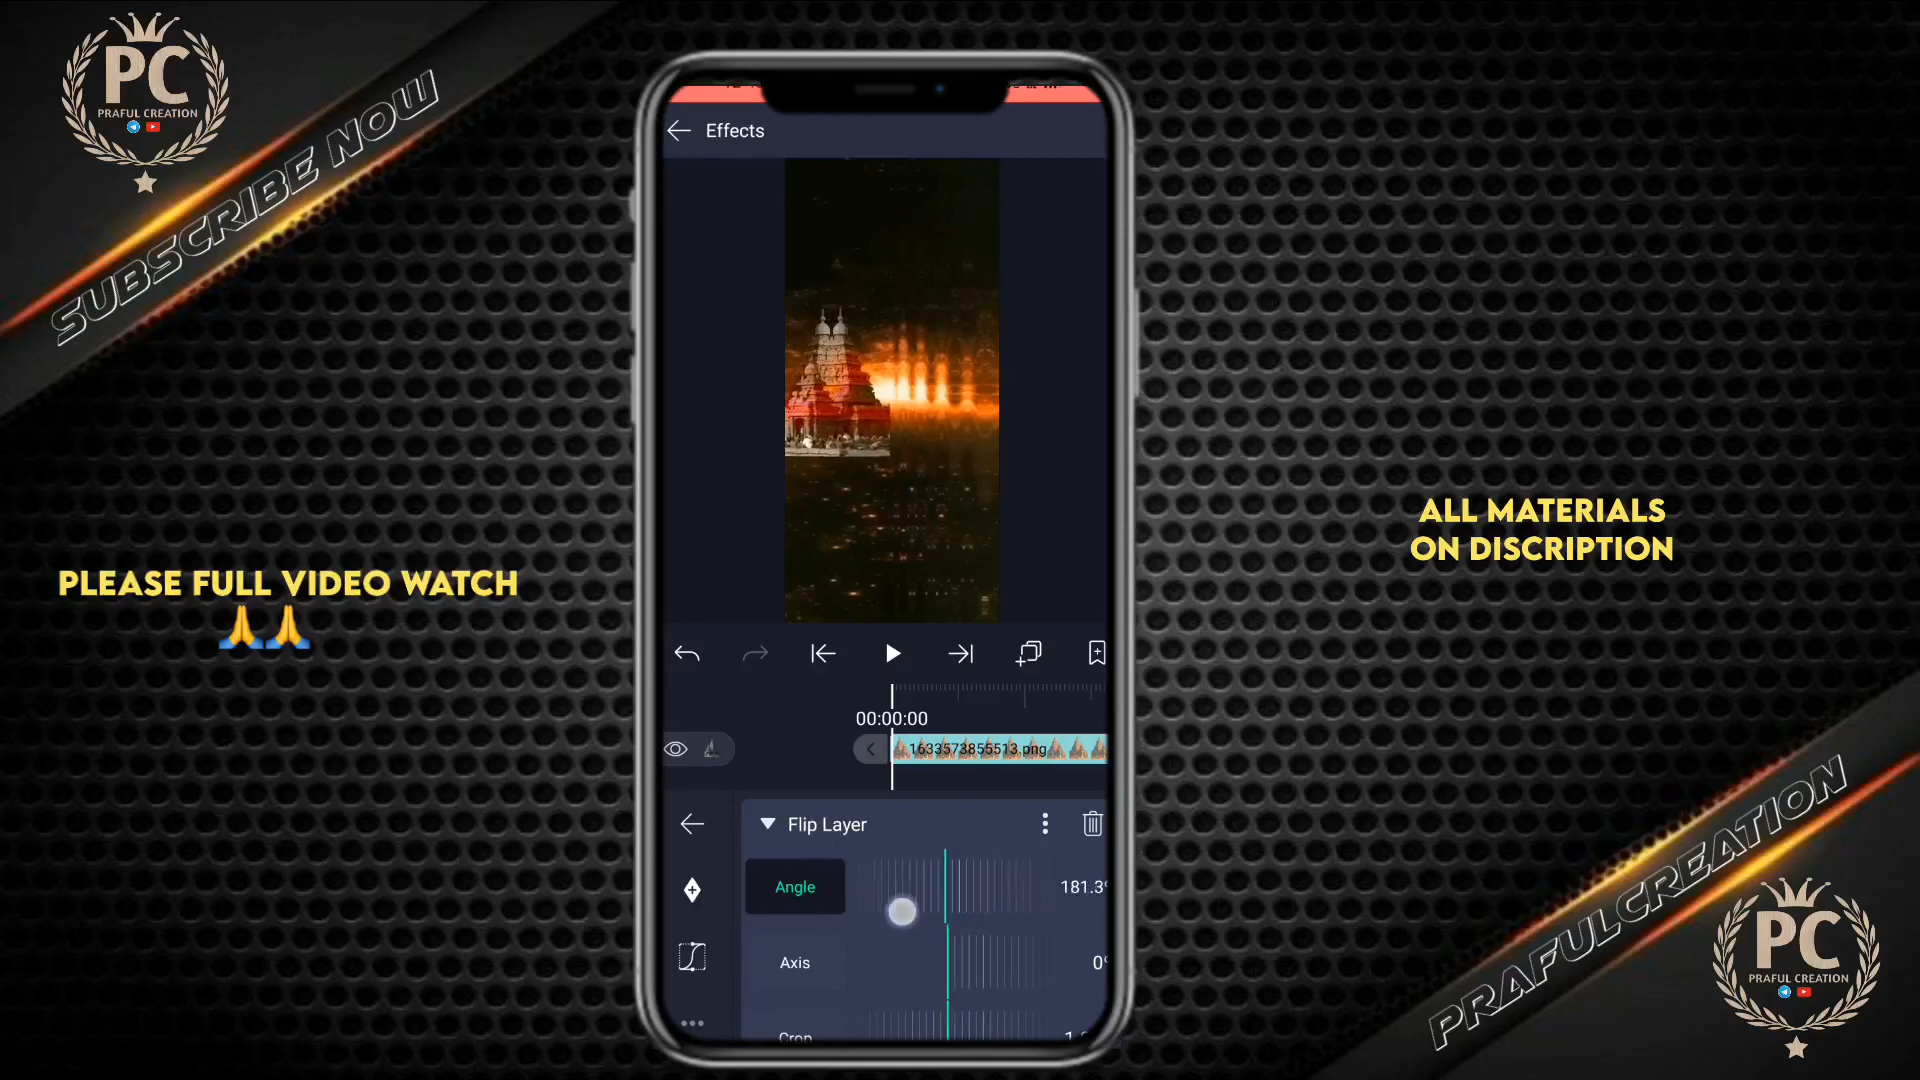 PC
PRAFUL CREATION
SUBSCRIBE NOW
PLEASE FULL VIDEO WATCH
🙏🙏
Effects
00:00:00
1633573855513.png
Flip Layer
Angle
181.3°
Axis
0°
Crop
ALL MATERIALS
ON DISCRIPTION
PRAFULCREATION
PC
PRAFUL CREATION